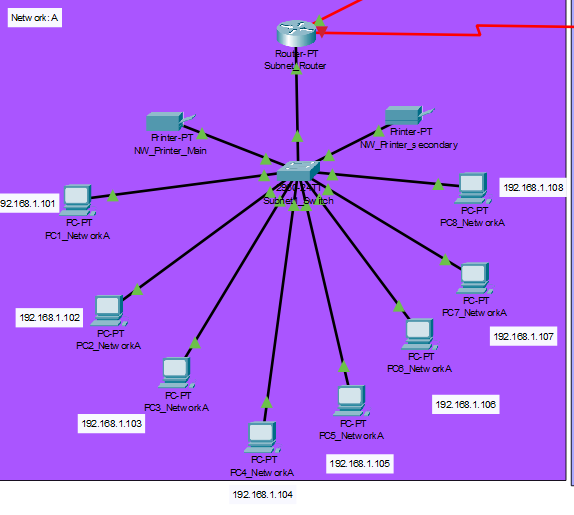 Network: A
Router-PT
Subnet_Router
Printer-PT
NW_Printer_Main
Printer-PT
NW_Printer_secondary
Subnet
Switch
92.168.1.101
PC-PT
PC1_NetworkA
192.168.1.108
PC-PT
PC8_NetworkA
192.168.1.102
PC-PT
PC2_NetworkA
PC-PT
PC7_NetworkA
192.168.1.107
PC-PT
PC3_NetworkA
192.168.1.103
PC-PT
PC6_NetworkA
192.168.1.106
PC-PT
PC4_NetworkA
192.168.1.104
PC-PT
PC5_NetworkA
192.168.1.105